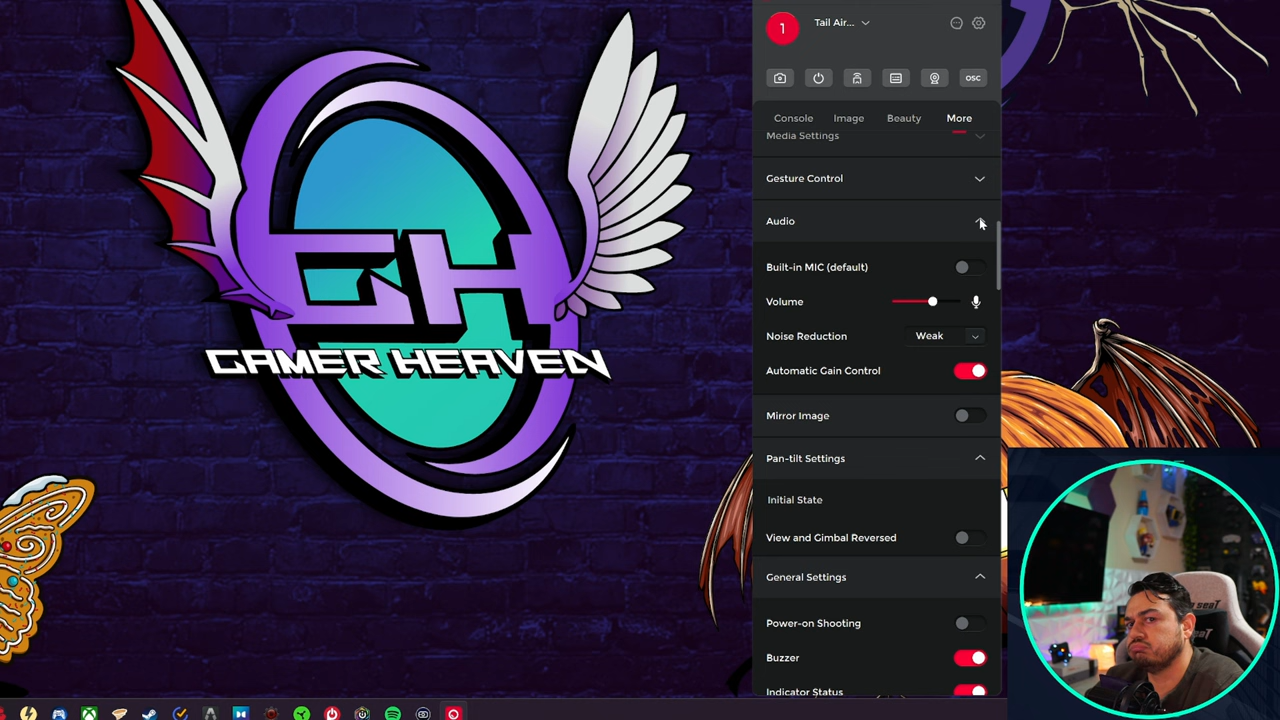 1
Tail Air...
OSC
Console Image Beauty More
Media Settings
Gesture Control
Audio
Built-in MIC (default)
Volume
Noise Reduction Weak
Automatic Gain Control
Mirror Image
Pan-tilt Settings
Initial State
View and Gimbal Reversed
General Settings
Power-on Shooting
Buzzer
Indicator Status
GH
GAMER HEAVEN